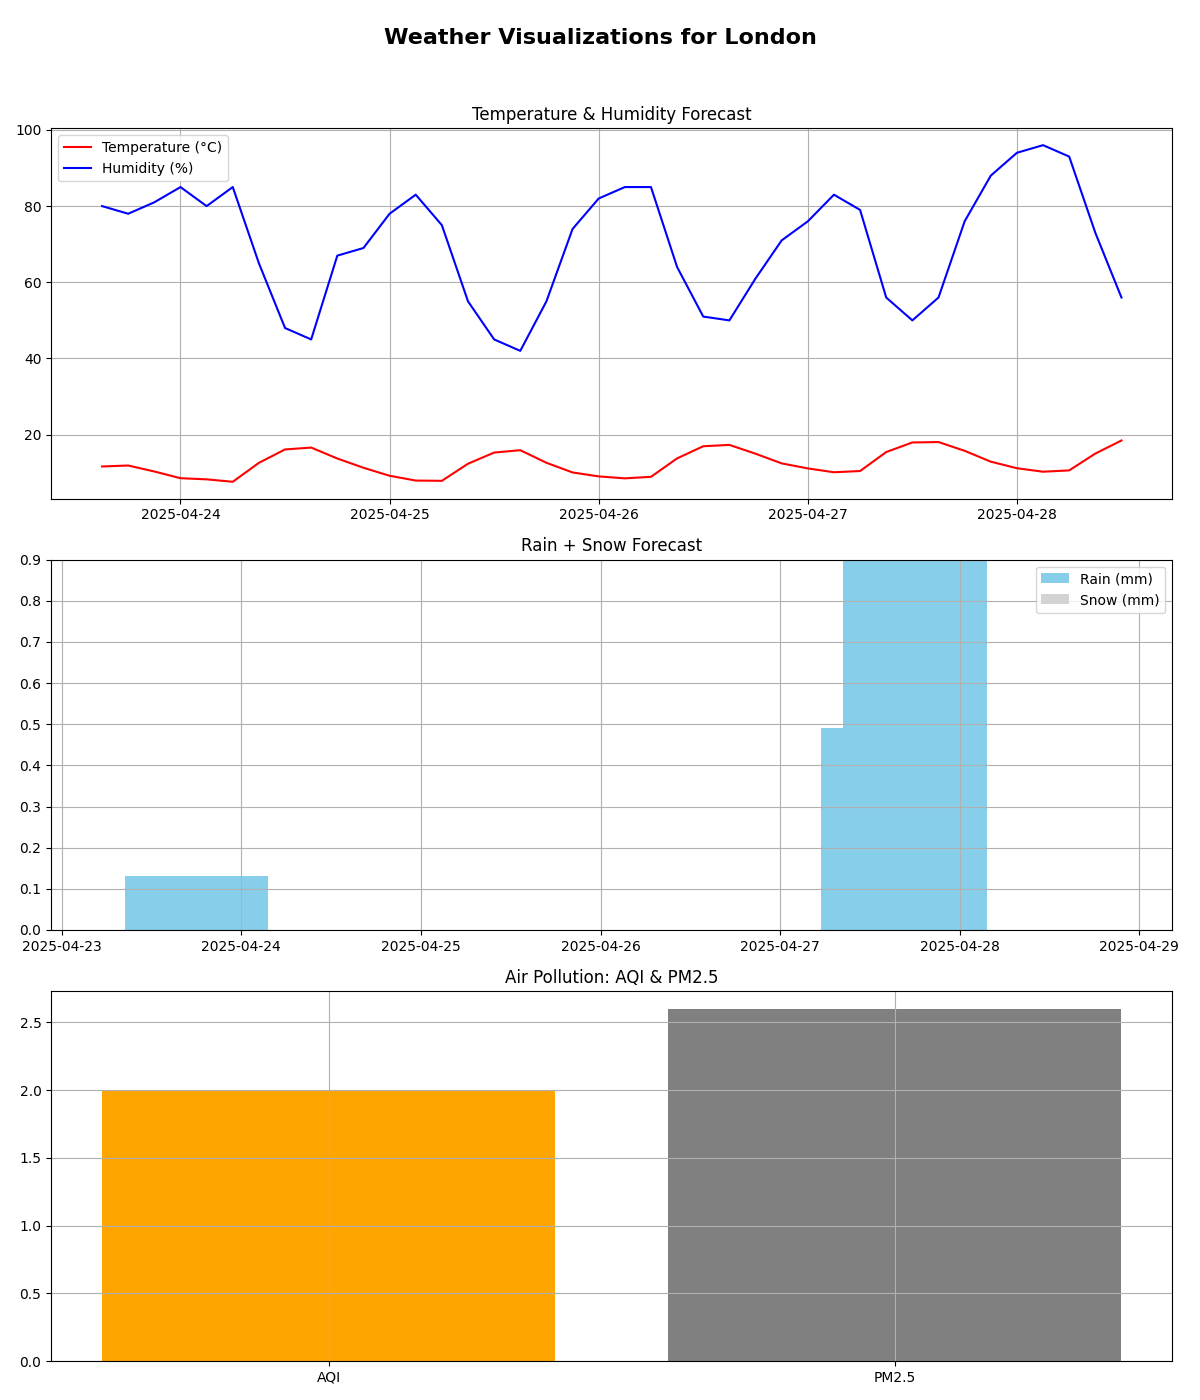 Weather Visualizations for London
Temperature & Humidity Forecast
100
80
60
40
20
Temperature (°C)
Humidity (%)
2025-04-24 2025-04-25 2025-04-26 2025-04-27 2025-04-28
Rain + Snow Forecast
0.9
0.8
0.7
0.6
0.5
0.4
0.3
0.2
0.1
0.0
Rain (mm)
Snow (mm)
2025-04-23 2025-04-24 2025-04-25 2025-04-26 2025-04-27 2025-04-28 2025-04-29
Air Pollution: AQI & PM2.5
2.5
2.0
1.5
1.0
0.5
0.0
AQI PM2.5